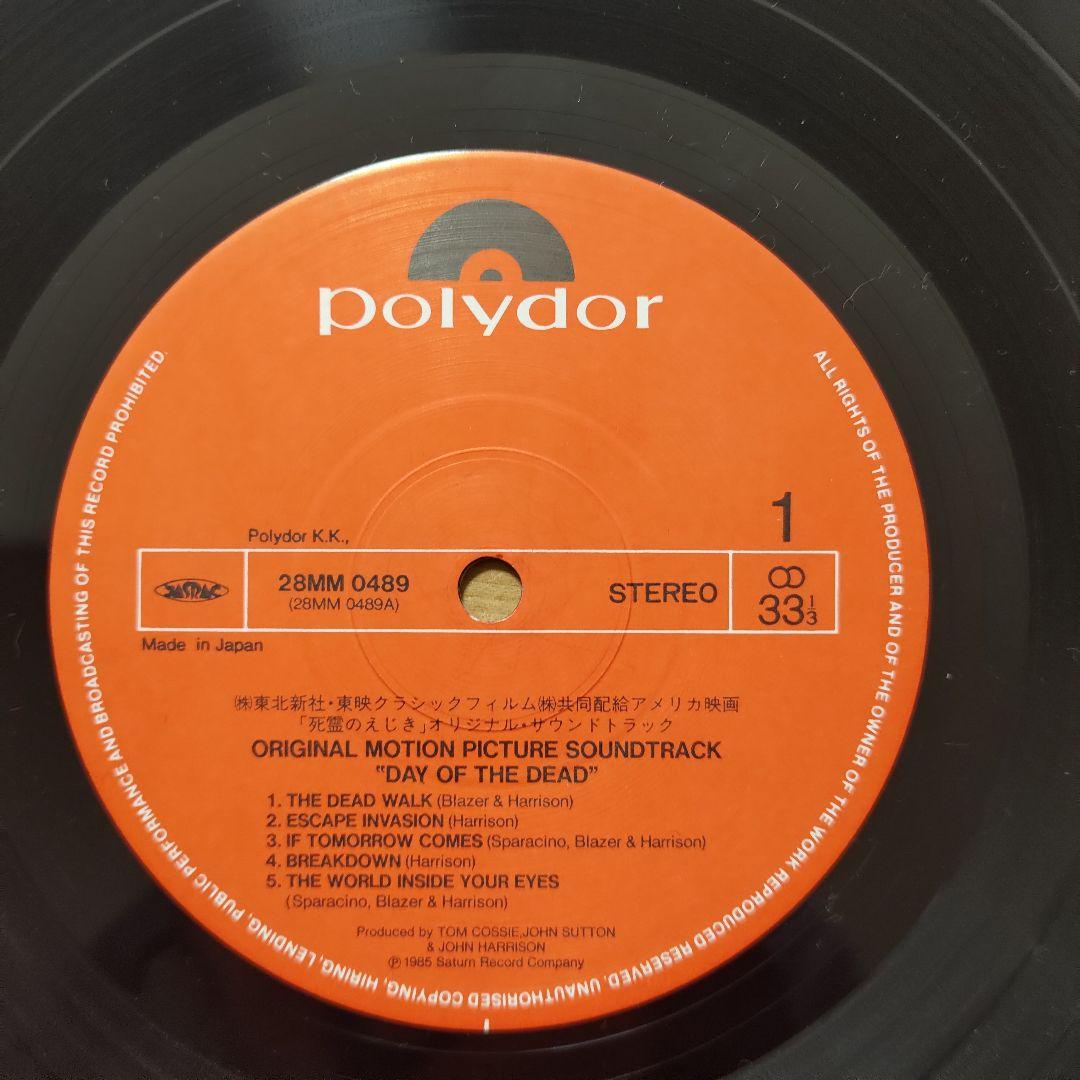 polydor
ALL RIGHTS OF THE PRODUCER AND OF THE OWNER OF THE WORK REPRODUCED RESERVED. UNAUTHORISED COPYING, HIRING, LENDING, PUBLIC PERFORMANCE AND BROADCASTING OF THIS RECORD PROHIBITED.
1
Polydor K.K.,
JASRAC
28MM 0489
(28MM 0489A)
STEREO
33 1/3
Made in Japan
㈱東北新社・東映クラシックフィルム㈱共同配給アメリカ映画
「死霊のえじき」オリジナル・サウンドトラック
ORIGINAL MOTION PICTURE SOUNDTRACK
"DAY OF THE DEAD"
1. THE DEAD WALK (Blazer & Harrison)
2. ESCAPE INVASION (Harrison)
3. IF TOMORROW COMES (Sparacino, Blazer & Harrison)
4. BREAKDOWN (Harrison)
5. THE WORLD INSIDE YOUR EYES
(Sparacino, Blazer & Harrison)
Produced by TOM COSSIE, JOHN SUTTON
& JOHN HARRISON
℗ 1985 Saturn Record Company